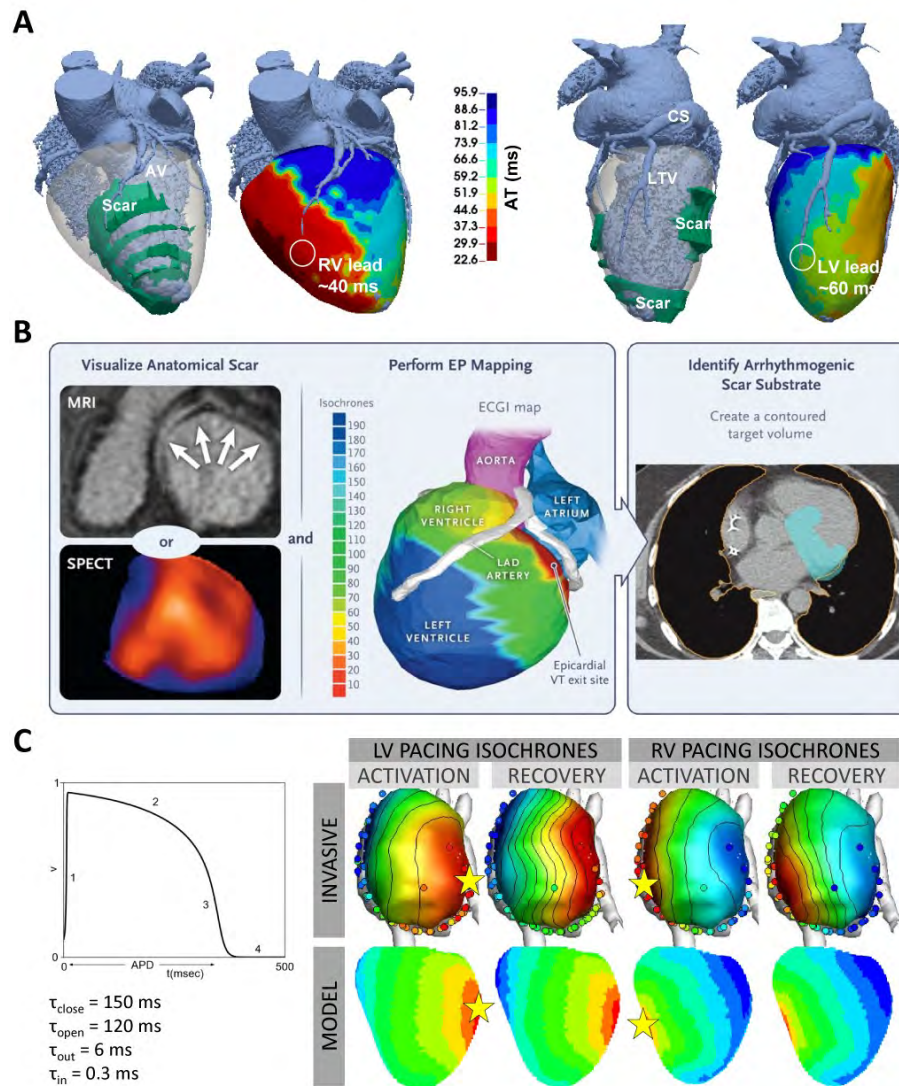 A
AV
Scar
RV lead
~40 ms
95.9
88.6
81.2
73.9
66.6
59.2
51.9
44.6
37.3
29.9
22.6
AT (ms)
CS
LTV
Scar
Scar
LV lead
~60 ms
B
Visualize Anatomical Scar
MRI
or
SPECT
and
Perform EP Mapping
Isochrones
190
180
170
160
150
140
130
120
110
100
90
80
70
60
50
40
30
20
10
ECGI map
AORTA
LEFT
ATRIUM
RIGHT
VENTRICLE
LAD
ARTERY
LEFT
VENTRICLE
Epicardial
VT exit site
Identify Arrhythmogenic
Scar Substrate
Create a contoured
target volume
C
1
v
0
1
2
3
4
0
APD
t(msec)
500
τclose = 150 ms
τopen = 120 ms
τout = 6 ms
τin = 0.3 ms
LV PACING ISOCHRONES
RV PACING ISOCHRONES
ACTIVATION
RECOVERY
ACTIVATION
RECOVERY
INVASIVE
MODEL